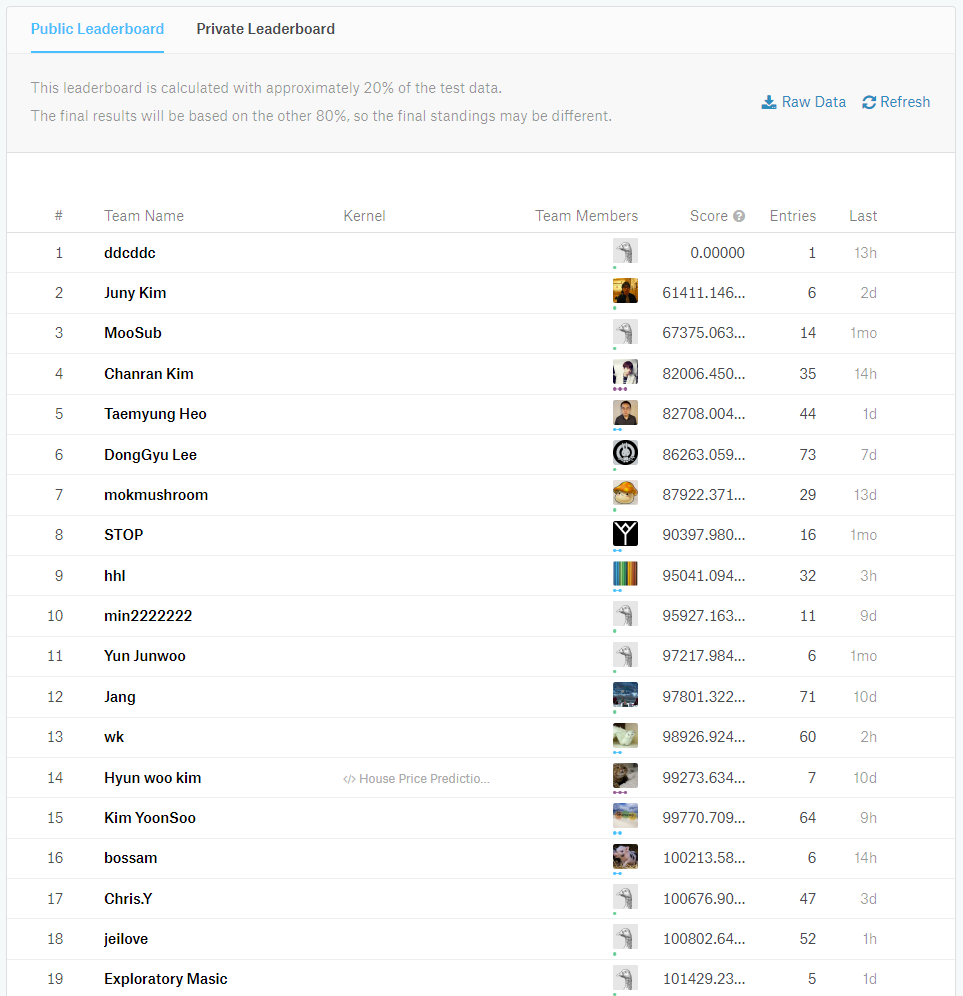 Public Leaderboard Private Leaderboard
This leaderboard is calculated with approximately 20% of the test data.
The final results will be based on the other 80%, so the final standings may be different.
Raw Data Refresh
# Team Name Kernel Team Members Score ? Entries Last
1 ddcddc 0.00000 1 13h
2 Juny Kim 61411.146... 6 2d
3 MooSub 67375.063... 14 1mo
4 Chanran Kim 82006.450... 35 14h
5 Taemyung Heo 82708.004... 44 1d
6 DongGyu Lee 86263.059... 73 7d
7 mokmushroom 87922.371... 29 13d
8 STOP 90397.980... 16 1mo
9 hhl 95041.094... 32 3h
10 min2222222 95927.163... 11 9d
11 Yun Junwoo 97217.984... 6 1mo
12 Jang 97801.322... 71 10d
13 wk 98926.924... 60 2h
14 Hyun woo kim </> House Price Predictio... 99273.634... 7 10d
15 Kim YoonSoo 99770.709... 64 9h
16 bossam 100213.58... 6 14h
17 Chris.Y 100676.90... 47 3d
18 jeilove 100802.64... 52 1h
19 Exploratory Masic 101429.23... 5 1d